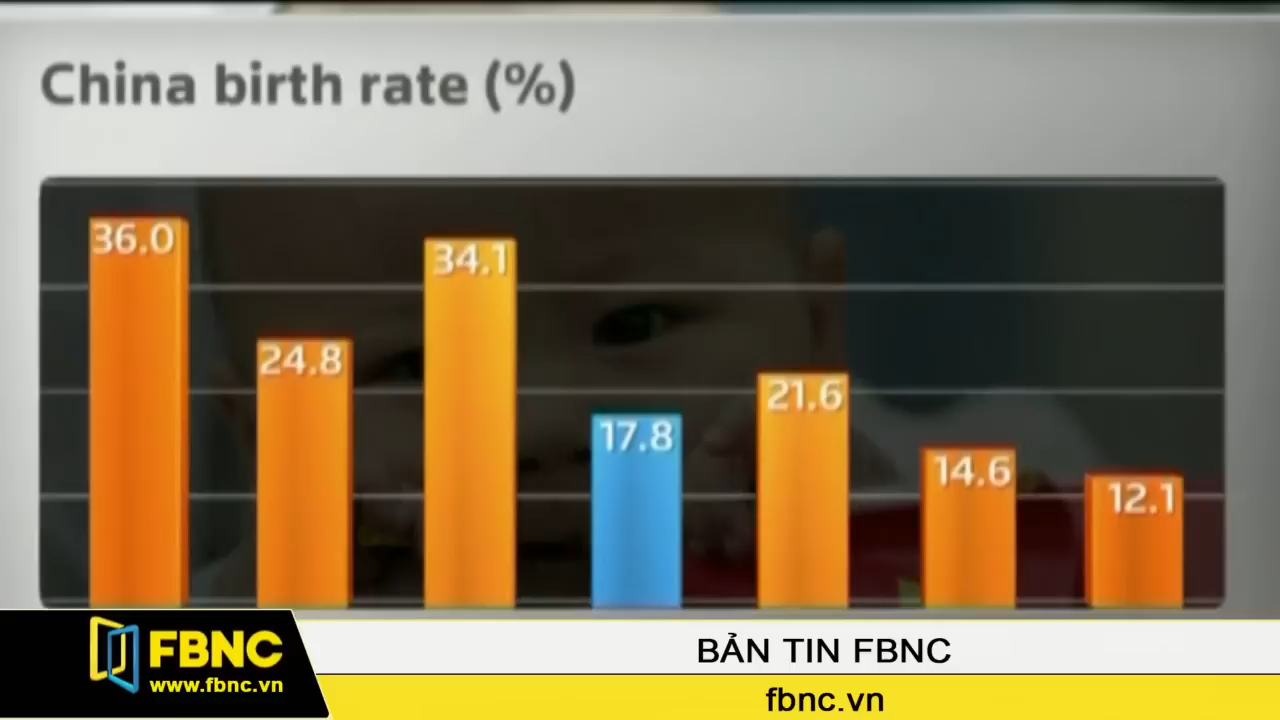 China birth rate (%)
36.0
24.8
34.1
17.8
21.6
14.6
12.1
FBNC
www.fbnc.vn
BẢN TIN FBNC
fbnc.vn